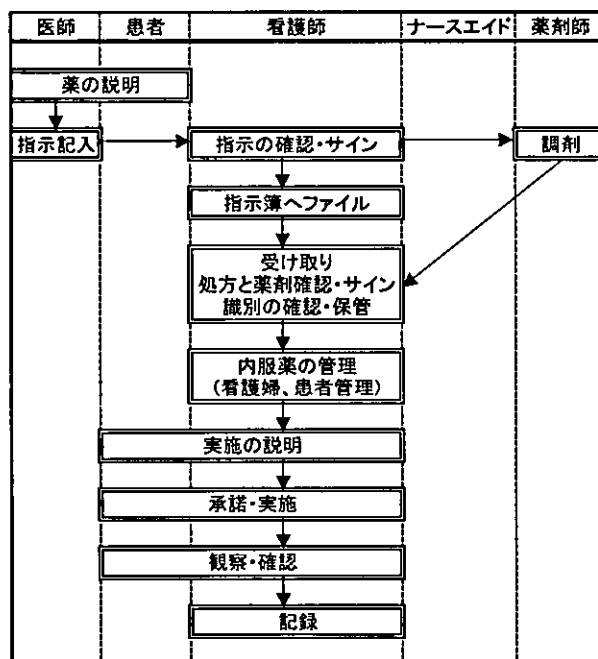 医師 患者 看護師 ナースエイド 薬剤師
薬の説明
指示記入 指示の確認・サイン 調剤
指示簿へファイル
受け取り
処方と薬剤確認・サイン
識別の確認・保管
内服薬の管理
(看護婦、患者管理)
実施の説明
承諾・実施
観察・確認
記録